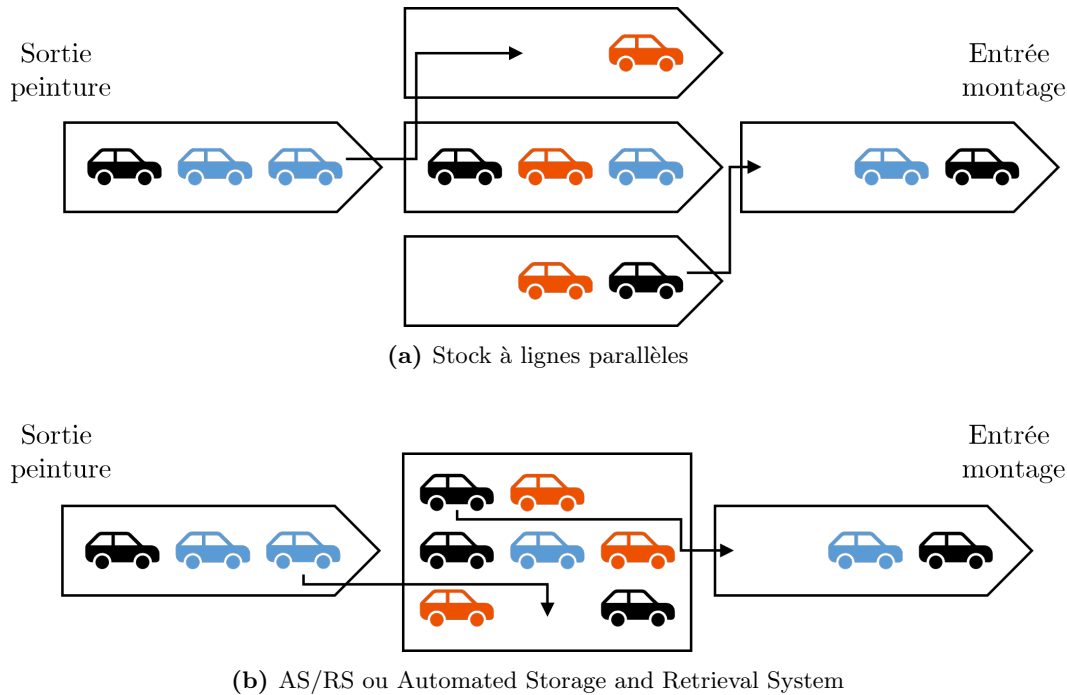 Sortie
peinture
Entrée
montage
(a) Stock à lignes parallèles
Sortie
peinture
Entrée
montage
(b) AS/RS ou Automated Storage and Retrieval System